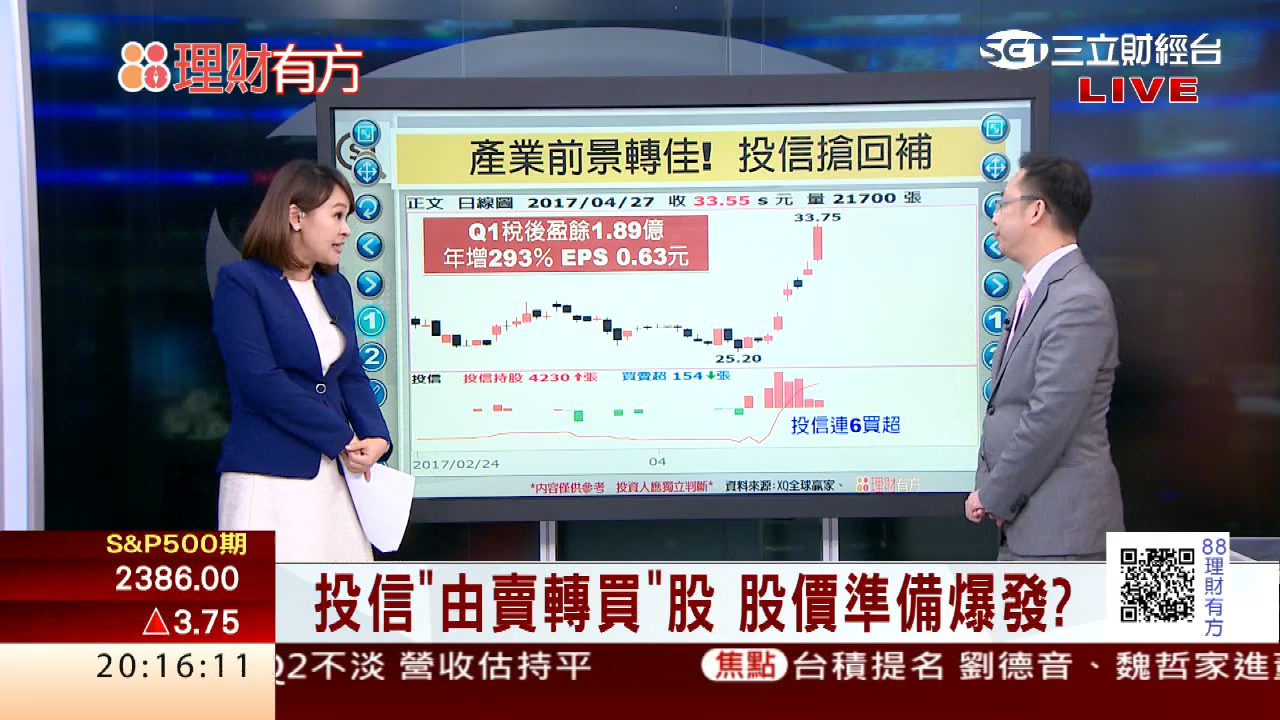 88理財有方
SET三立財經台
LIVE
產業前景轉佳! 投信搶回補
正文 日線圖 2017/04/27 收 33.55 s 元 量 21700 張
33.75
Q1稅後盈餘1.89億
年增293% EPS 0.63元
25.20
投信 投信持股 4230↑張 買賣超 154↓張
投信連6買超
2017/02/24 04
*內容僅供參考 投資人應獨立判斷* 資料來源:XQ全球贏家、 88理財有方
1
2
1
S&P500期
2386.00
▲3.75
投信"由賣轉買"股 股價準備爆發?
88理財有方
20:16:11
Q2不淡 營收估持平 焦點 台積提名 劉德音、魏哲家進董